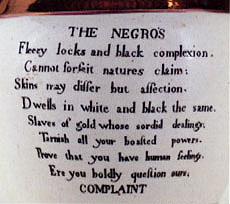 THE NEGRO'S
Fleecy locks and black complexion.
Cannot forfeit natures claim:
Skins may differ but affection.
Dwells in white and black the same.
Slaves of gold whose sordid dealings.
Tarnish all your boasted powers.
Prove that you have human feelings.
Ere you boldly question ours.
COMPLAINT